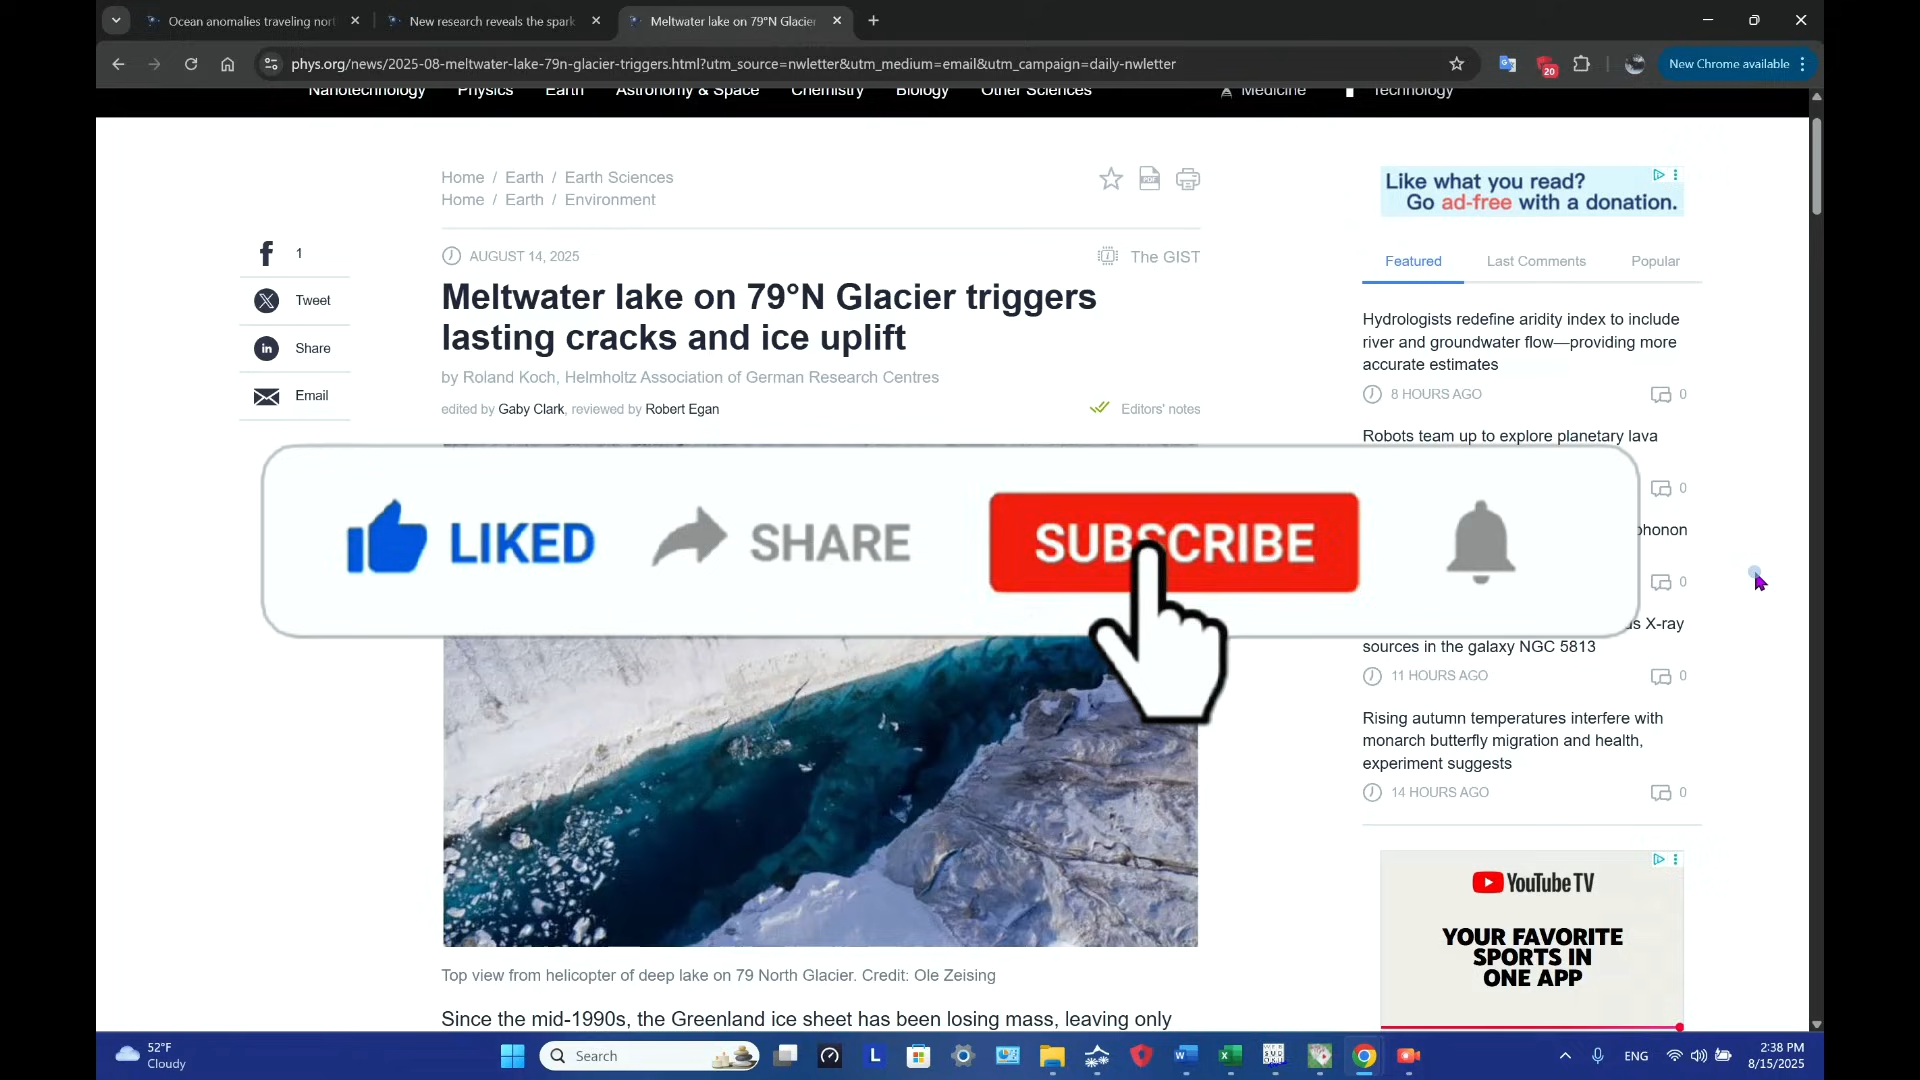 Ocean anomalies traveling nort
New research reveals the spark
Meltwater lake on 79°N Glacier
phys.org/news/2025-08-meltwater-lake-79n-glacier-triggers.html?utm_source=nwletter&utm_medium=email&utm_campaign=daily-nwletter
20
New Chrome available
Nanotechnology Physics Earth Astronomy & Space Chemistry Biology Other Sciences Medicine Technology
Home / Earth / Earth Sciences
Home / Earth / Environment
PDF
1
Tweet
Share
Email
AUGUST 14, 2025
The GIST
Meltwater lake on 79°N Glacier triggers
lasting cracks and ice uplift
by Roland Koch, Helmholtz Association of German Research Centres
edited by Gaby Clark, reviewed by Robert Egan
Editors' notes
LIKED SHARE SUBSCRIBE
Top view from helicopter of deep lake on 79 North Glacier. Credit: Ole Zeising
Since the mid-1990s, the Greenland ice sheet has been losing mass, leaving only
Like what you read?
Go ad-free with a donation.
Featured Last Comments Popular
Hydrologists redefine aridity index to include
river and groundwater flow—providing more
accurate estimates
8 HOURS AGO 0
Robots team up to explore planetary lava
0
phonon
0
X-ray
sources in the galaxy NGC 5813
11 HOURS AGO 0
Rising autumn temperatures interfere with
monarch butterfly migration and health,
experiment suggests
14 HOURS AGO 0
YouTube TV
YOUR FAVORITE
SPORTS IN
ONE APP
52°F
Cloudy
Search
ENG
2:38 PM
8/15/2025